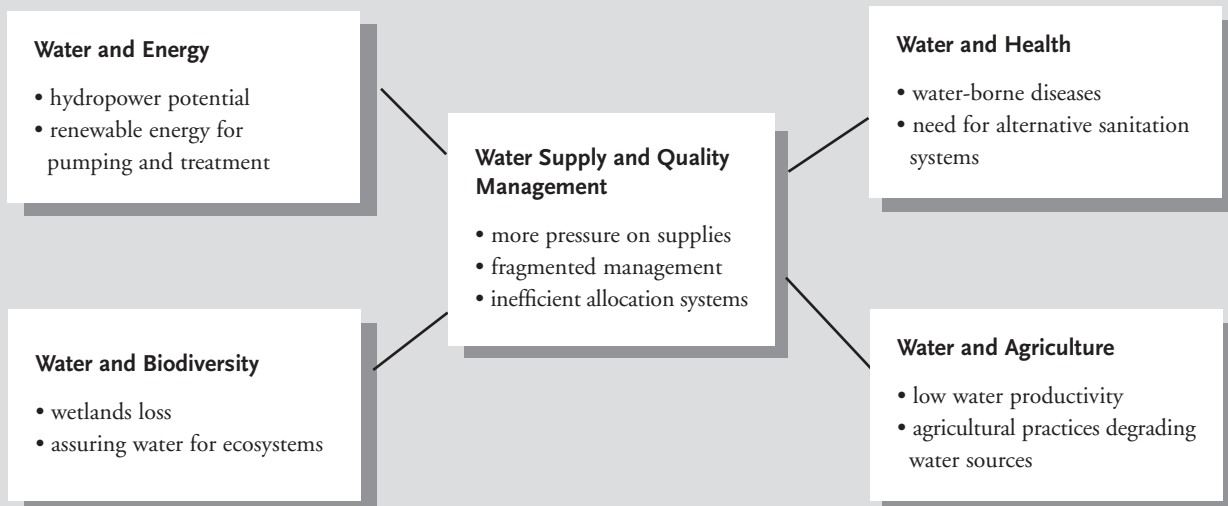 Water and Energy
• hydropower potential
• renewable energy for
pumping and treatment
Water and Health
• water-borne diseases
• need for alternative sanitation
systems
Water Supply and Quality
Management
• more pressure on supplies
• fragmented management
• inefficient allocation systems
Water and Biodiversity
• wetlands loss
• assuring water for ecosystems
Water and Agriculture
• low water productivity
• agricultural practices degrading
water sources